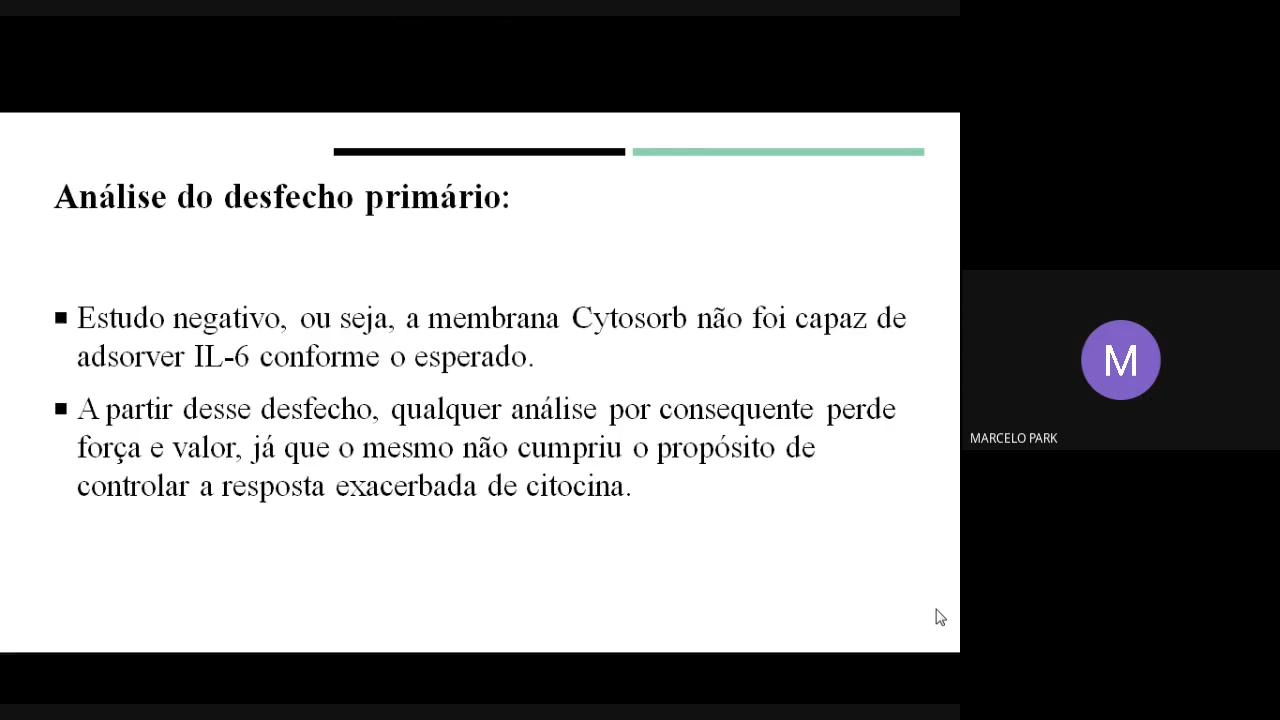 Análise do desfecho primário:
▪ Estudo negativo, ou seja, a membrana Cytosorb não foi capaz de
adsorver IL-6 conforme o esperado.
▪ A partir desse desfecho, qualquer análise por consequente perde
força e valor, já que o mesmo não cumpriu o propósito de
controlar a resposta exacerbada de citocina.
M
MARCELO PARK